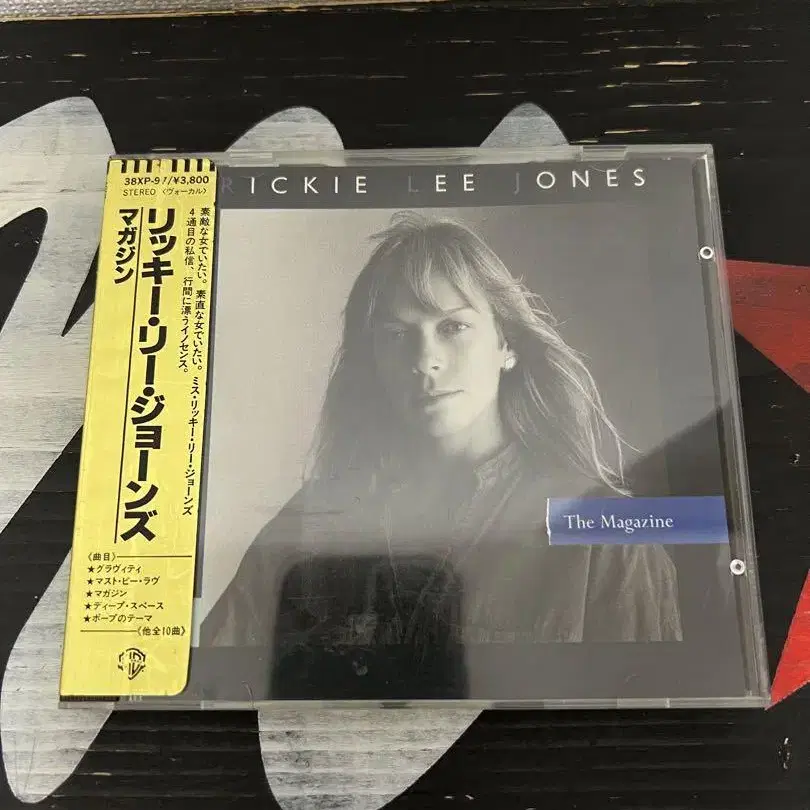 38XP-97/¥3,800
STEREO〈ヴォーカル〉
素敵な女でいたい。素直な女でいたい。ミス・リッキー・リー・ジョーンズ
4通目の私信、行間に漂うイノセンス。
リッキー・リー・ジョーンズ
マガジン
〈曲目〉
★グラヴィティ
★マスト・ビー・ラヴ
★マガジン
★ディープ・スペース
★ポープのテーマ
《他全10曲》
RICKIE LEE JONES
The Magazine